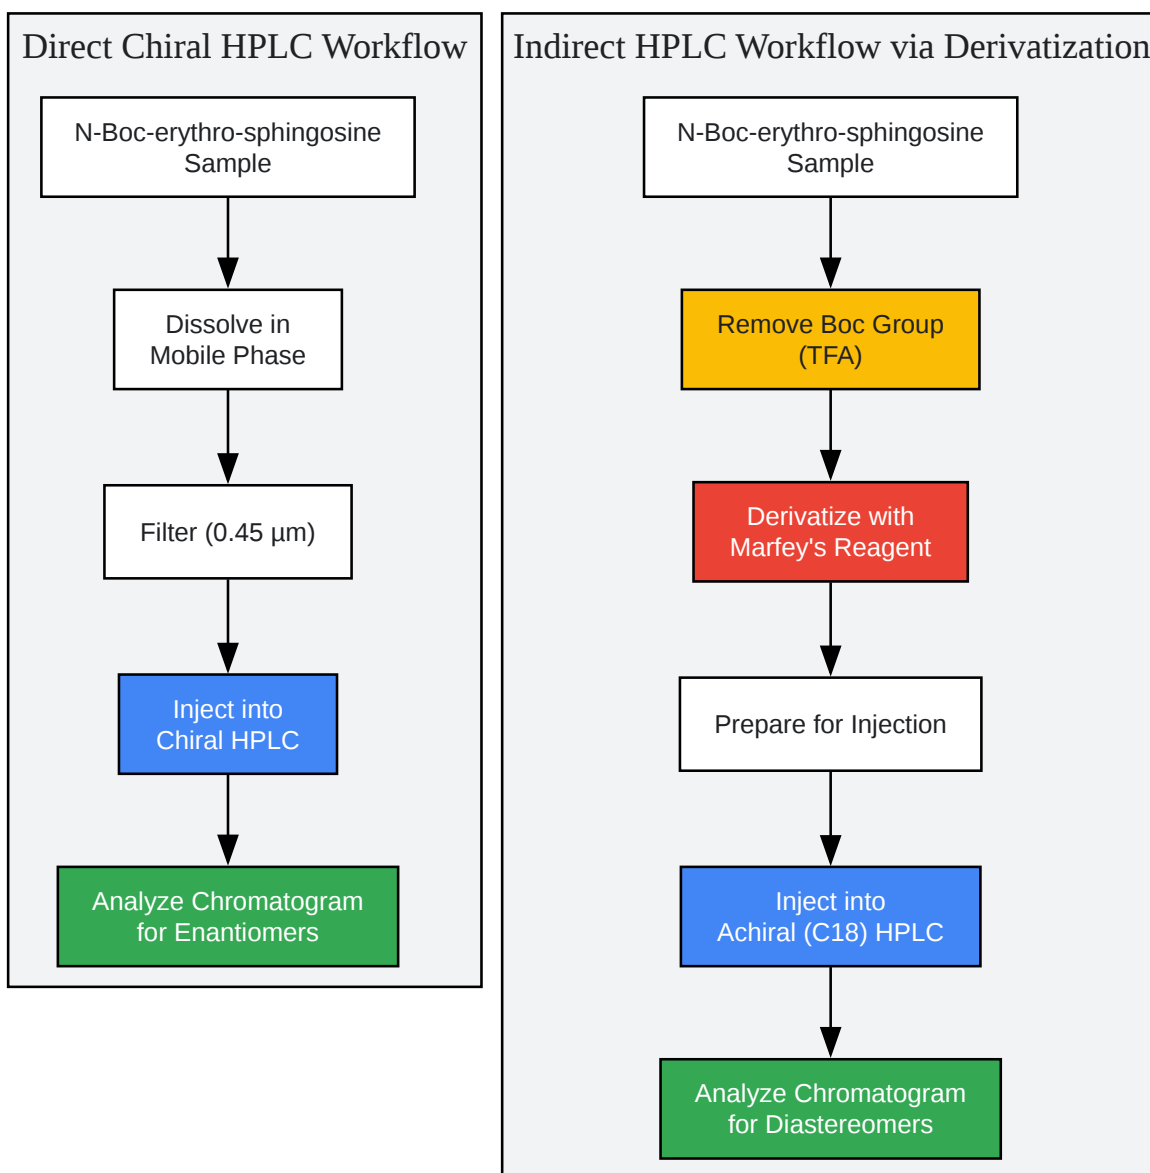 Direct Chiral HPLC Workflow
N-Boc-erythro-sphingosine
Sample
Dissolve in
Mobile Phase
Filter (0.45 µm)
Inject into
Chiral HPLC
Analyze Chromatogram
for Enantiomers
Indirect HPLC Workflow via Derivatization
N-Boc-erythro-sphingosine
Sample
Remove Boc Group
(TFA)
Derivatize with
Marfey's Reagent
Prepare for Injection
Inject into
Achiral (C18) HPLC
Analyze Chromatogram
for Diastereomers